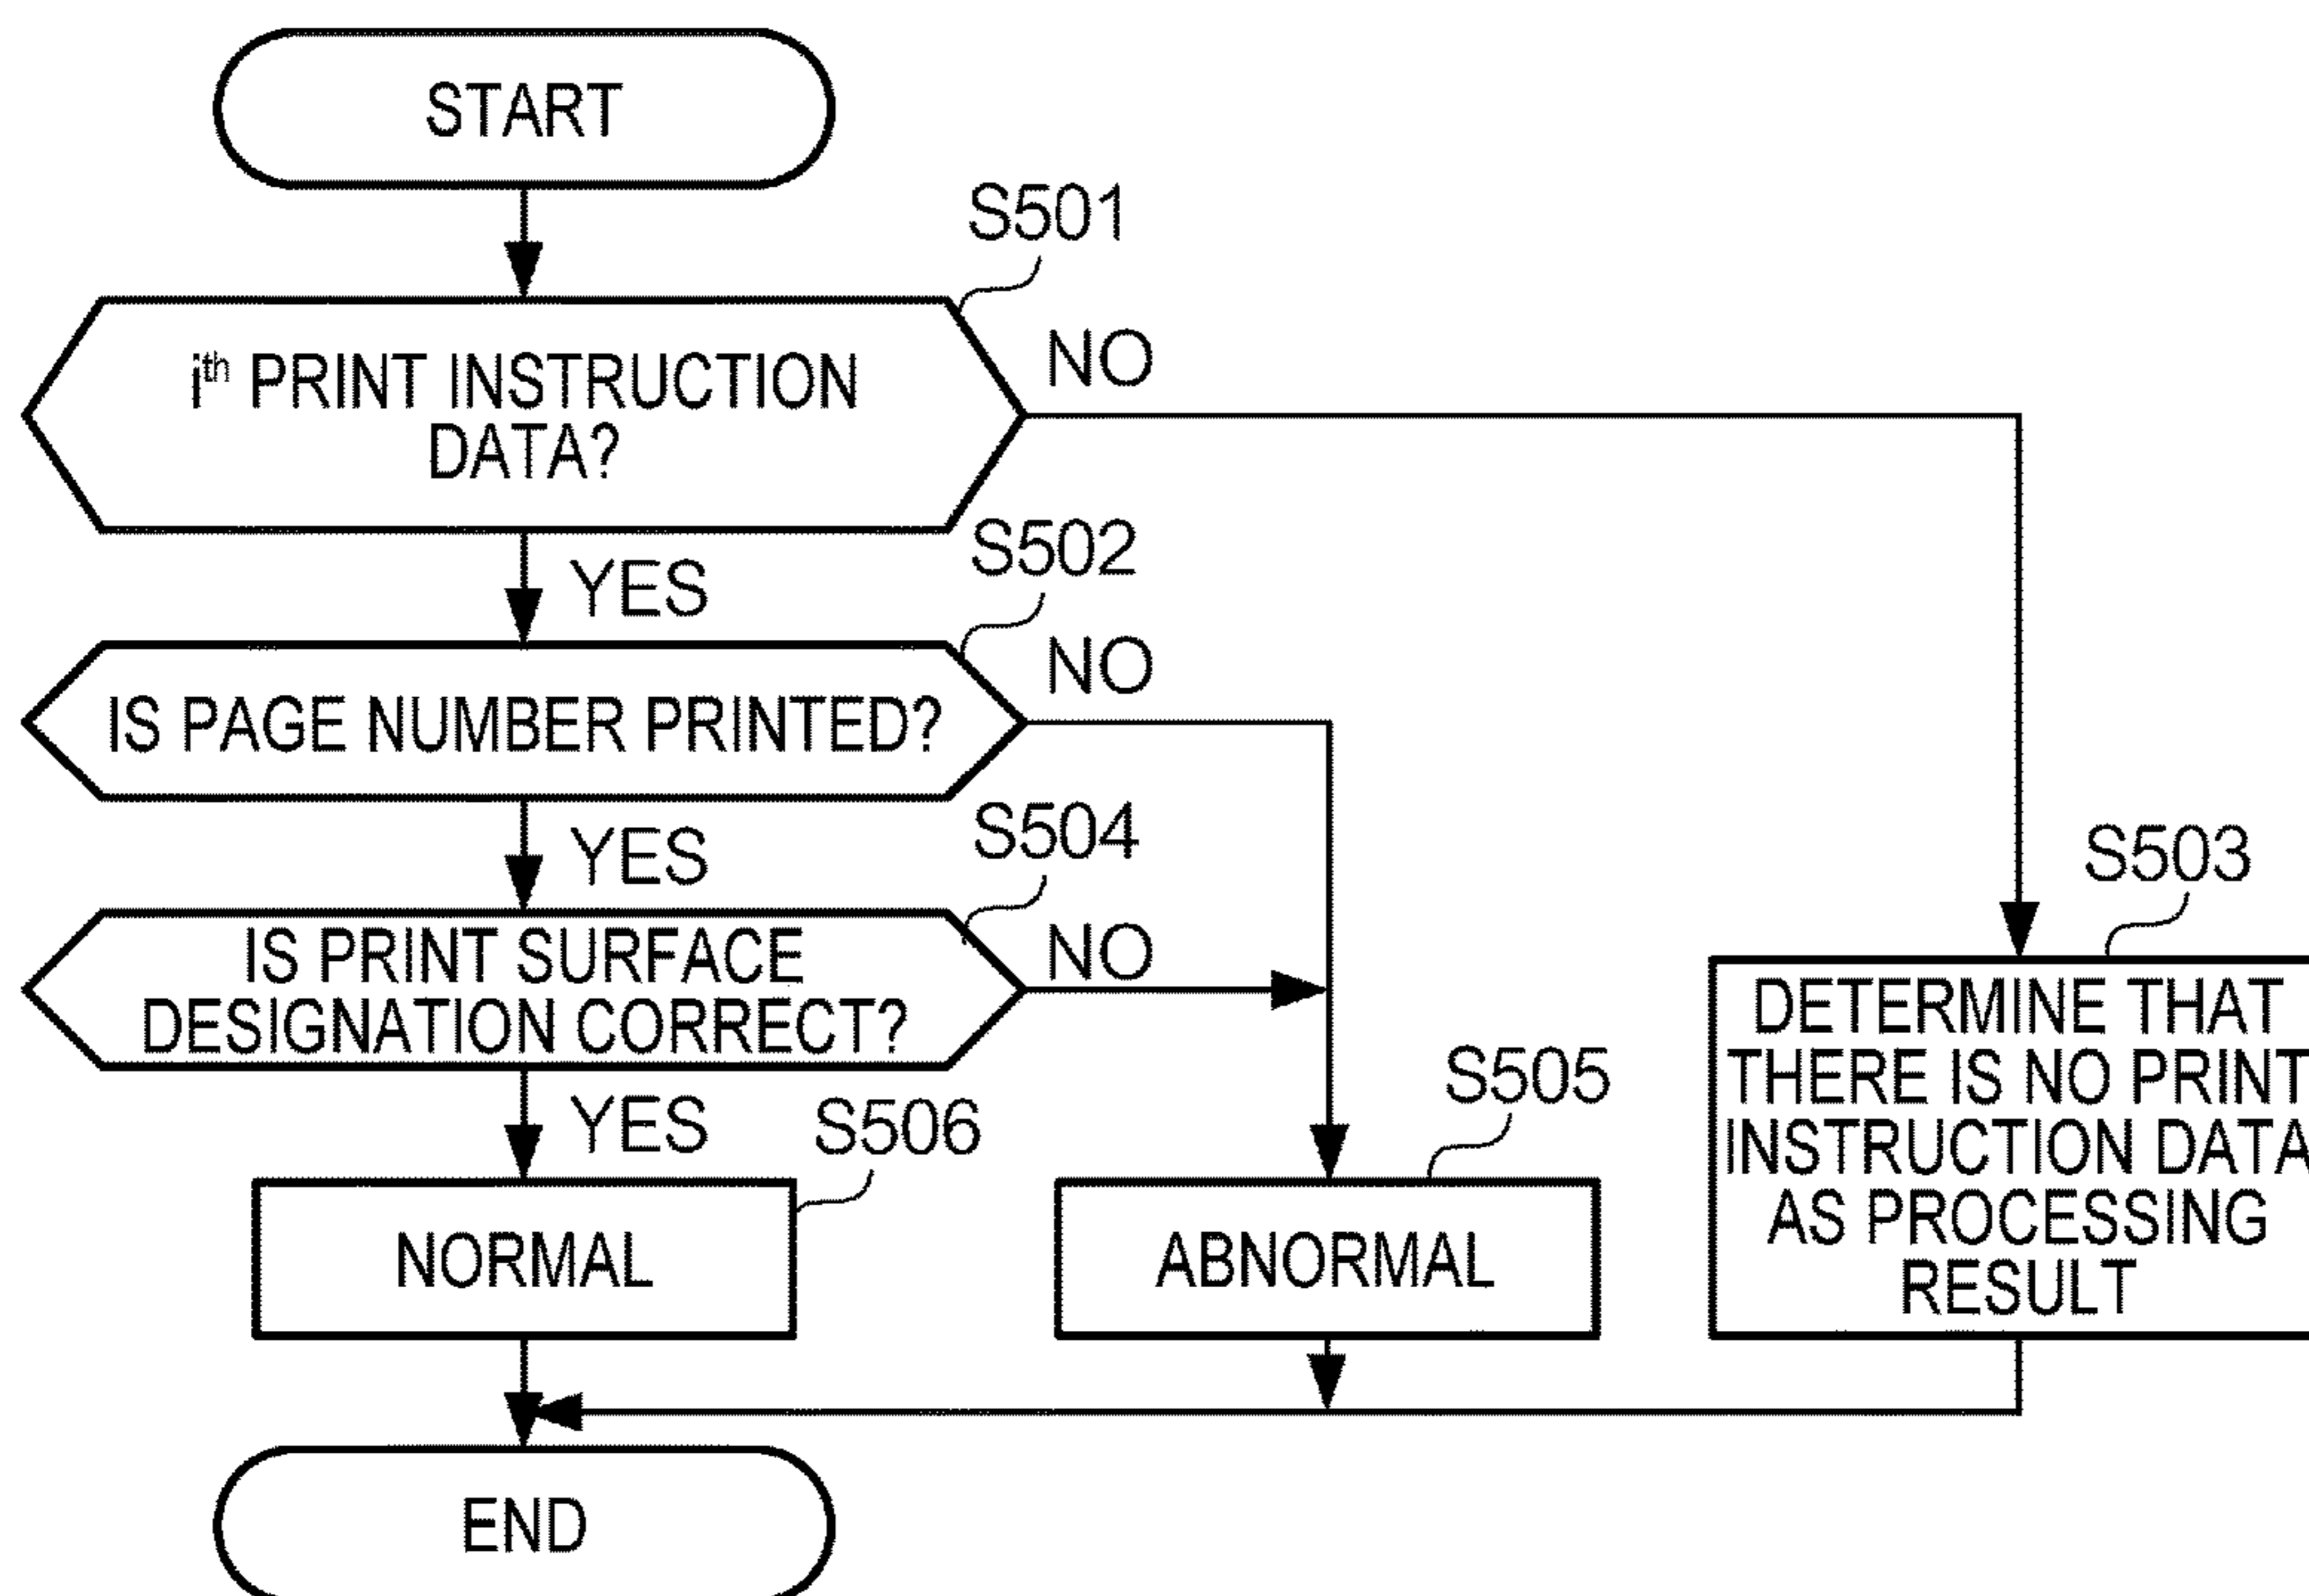 START
S501
i^th PRINT INSTRUCTION
DATA?
NO
YES
S502
IS PAGE NUMBER PRINTED?
NO
YES
S504
IS PRINT SURFACE
DESIGNATION CORRECT?
NO
YES
S503
DETERMINE THAT
THERE IS NO PRINT
INSTRUCTION DATA
AS PROCESSING
RESULT
S506
NORMAL
S505
ABNORMAL
END